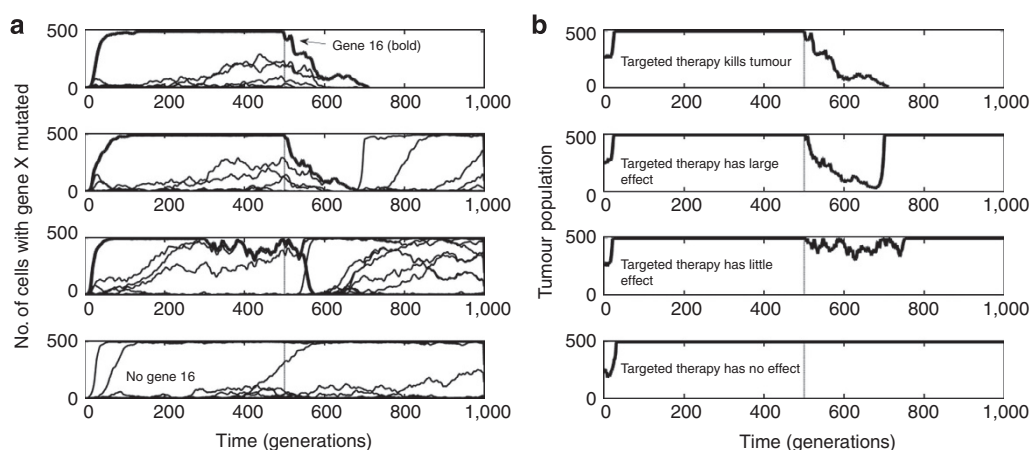 a
b
No. of cells with gene X mutated
500
0
Gene 16 (bold)
0 200 400 600 800 1,000
500
0
0 200 400 600 800 1,000
500
0
0 200 400 600 800 1,000
500
0
No gene 16
0 200 400 600 800 1,000
Time (generations)
Tumour population
500
0
Targeted therapy kills tumour
0 200 400 600 800 1,000
500
0
Targeted therapy has large
effect
0 200 400 600 800 1,000
500
0
Targeted therapy has little
effect
0 200 400 600 800 1,000
500
0
Targeted therapy has no effect
0 200 400 600 800 1,000
Time (generations)